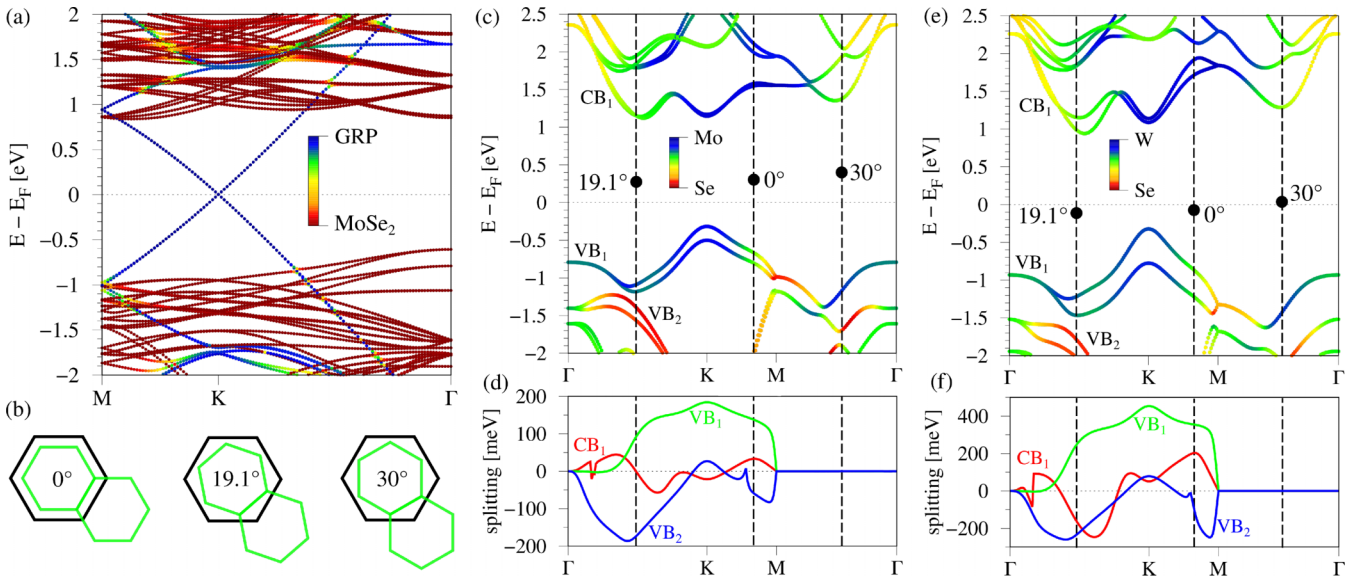 (a)
2
1.5
1
0.5
0
−0.5
−1
−1.5
−2
E − E_F [eV]
GRP
MoSe₂
M
K
Γ
(b)
0°
19.1°
30°
(c)
2.5
2
1.5
1
0.5
0
−0.5
−1
−1.5
−2
E − E_F [eV]
CB₁
Mo
Se
19.1°
0°
30°
VB₁
VB₂
Γ
K
M
Γ
(d)
200
100
0
−100
−200
splitting [meV]
CB₁
VB₁
VB₂
Γ
K
M
Γ
(e)
2.5
2
1.5
1
0.5
0
−0.5
−1
−1.5
−2
E − E_F [eV]
CB₁
W
Se
19.1°
0°
30°
VB₁
VB₂
Γ
K
M
Γ
(f)
400
200
0
−200
splitting [meV]
CB₁
VB₁
VB₂
Γ
K
M
Γ